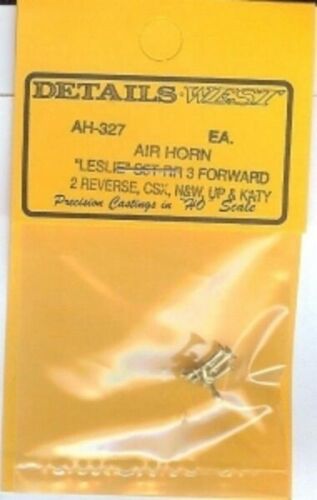 DETAILS WEST
AH-327 EA.
AIR HORN
"LESLIE" 3 FORWARD
2 REVERSE, CSX, N&W, UP & KATY
Precision Castings in "HO" Scale